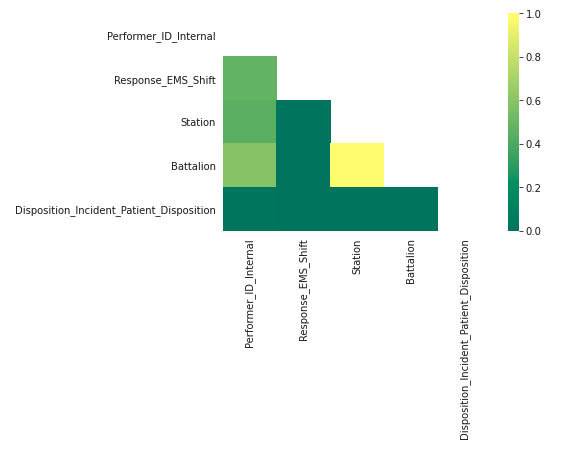 Performer_ID_Internal
Response_EMS_Shift
Station
Battalion
Disposition_Incident_Patient_Disposition
Performer_ID_Internal
Response_EMS_Shift
Station
Battalion
Disposition_Incident_Patient_Disposition
1.0
0.8
0.6
0.4
0.2
0.0